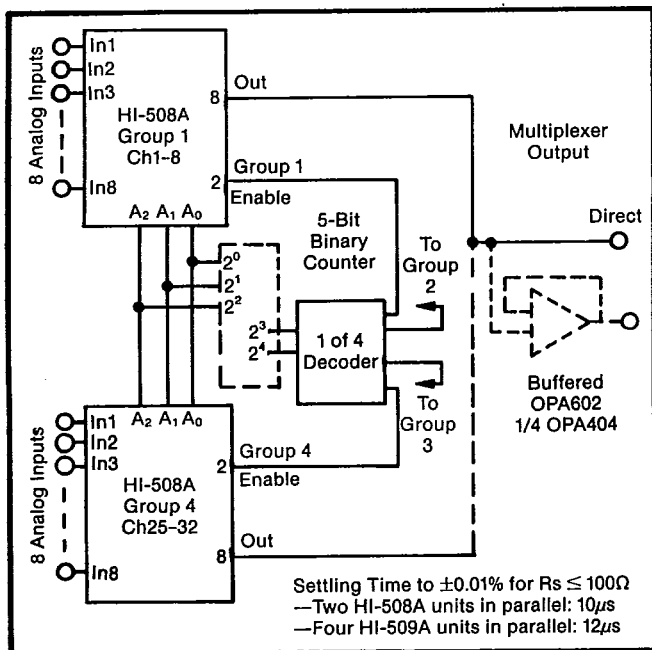 8 Analog Inputs
In1
In2
In3
In8
HI-508A
Group 1
Ch1–8
8
Out
2
Group 1
Enable
A2 A1 A0
5-Bit
Binary
Counter
2^0
2^1
2^2
2^3
2^4
1 of 4
Decoder
To
Group
2
To
Group
3
Multiplexer
Output
Direct
Buffered
OPA602
1/4 OPA404
8 Analog Inputs
In1
In2
In3
In8
A2 A1 A0
HI-508A
Group 4
Ch25–32
2
Group 4
Enable
8
Out
Settling Time to ±0.01% for Rs ≤ 100Ω
—Two HI-508A units in parallel: 10µs
—Four HI-509A units in parallel: 12µs